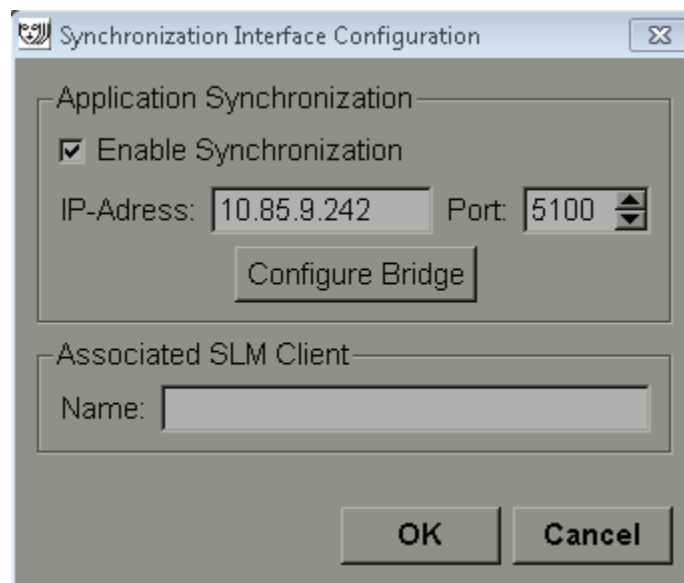 Synchronization Interface Configuration
Application Synchronization
Enable Synchronization
IP-Adress: 10.85.9.242 Port: 5100
Configure Bridge
Associated SLM Client
Name:
OK Cancel